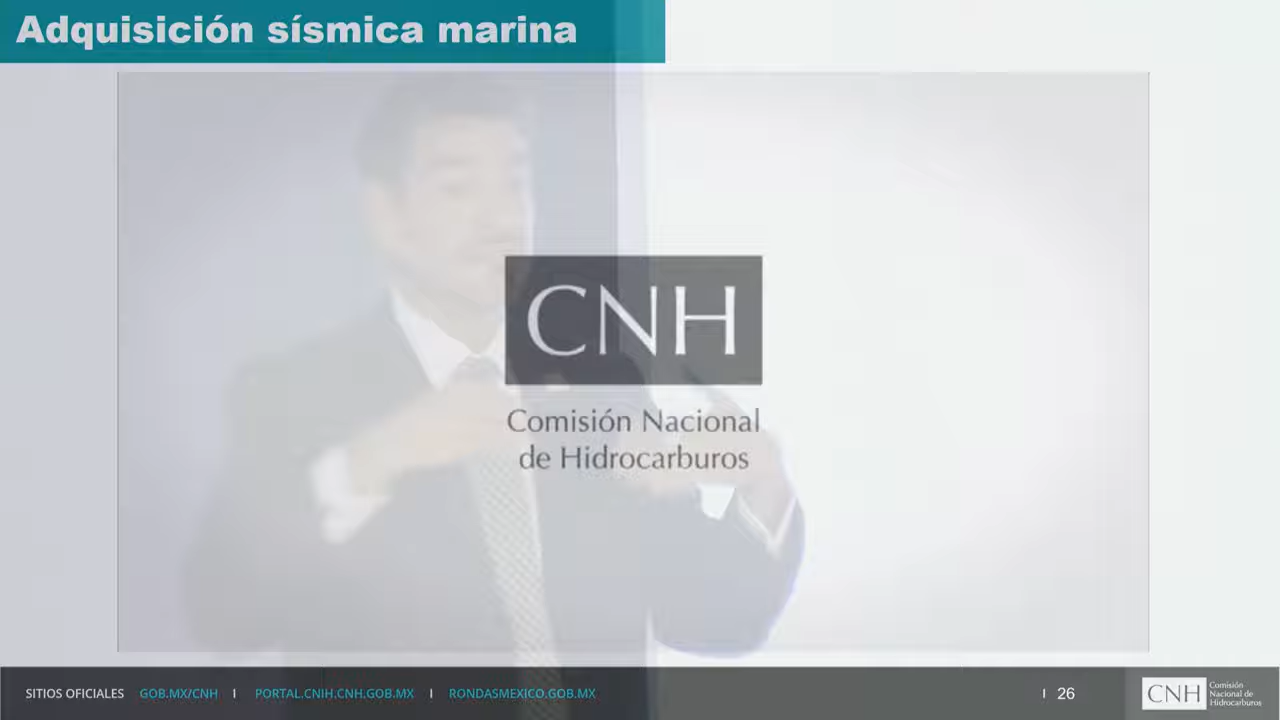 Adquisición sísmica marina
CNH
Comisión Nacional
de Hidrocarburos
SITIOS OFICIALES GOB.MX/CNH I PORTAL.CNIH.CNH.GOB.MX I RONDASMEXICO.GOB.MX
I 26
CNH
Comisión
Nacional de
Hidrocarburos